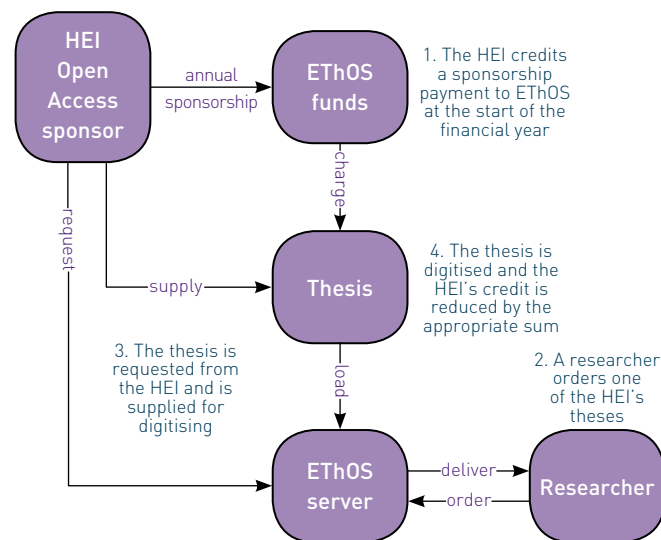 HEI
Open
Access
sponsor
annual
sponsorship
EThOS
funds
1. The HEI credits
a sponsorship
payment to EThOS
at the start of the
financial year
charge
request
supply
Thesis
4. The thesis is
digitised and the
HEI's credit is
reduced by the
appropriate sum
3. The thesis is
requested from
the HEI and is
supplied for
digitising
load
2. A researcher
orders one
of the HEI's
theses
EThOS
server
deliver
order
Researcher